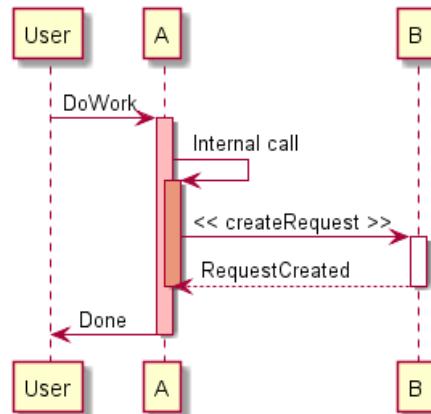 User A B
DoWork
Internal call
<< createRequest >>
RequestCreated
Done
User A B